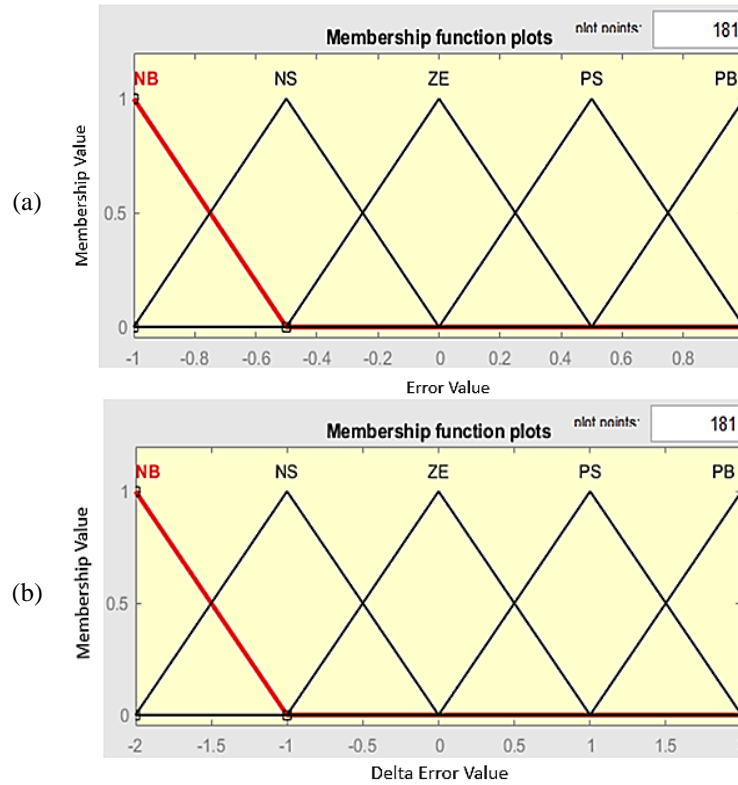 (a)
Membership function plots plot points: 181
NB NS ZE PS PB
1
0.5
0
Membership Value
-1 -0.8 -0.6 -0.4 -0.2 0 0.2 0.4 0.6 0.8
Error Value
(b)
Membership function plots plot points: 181
NB NS ZE PS PB
1
0.5
0
Membership Value
-2 -1.5 -1 -0.5 0 0.5 1 1.5
Delta Error Value